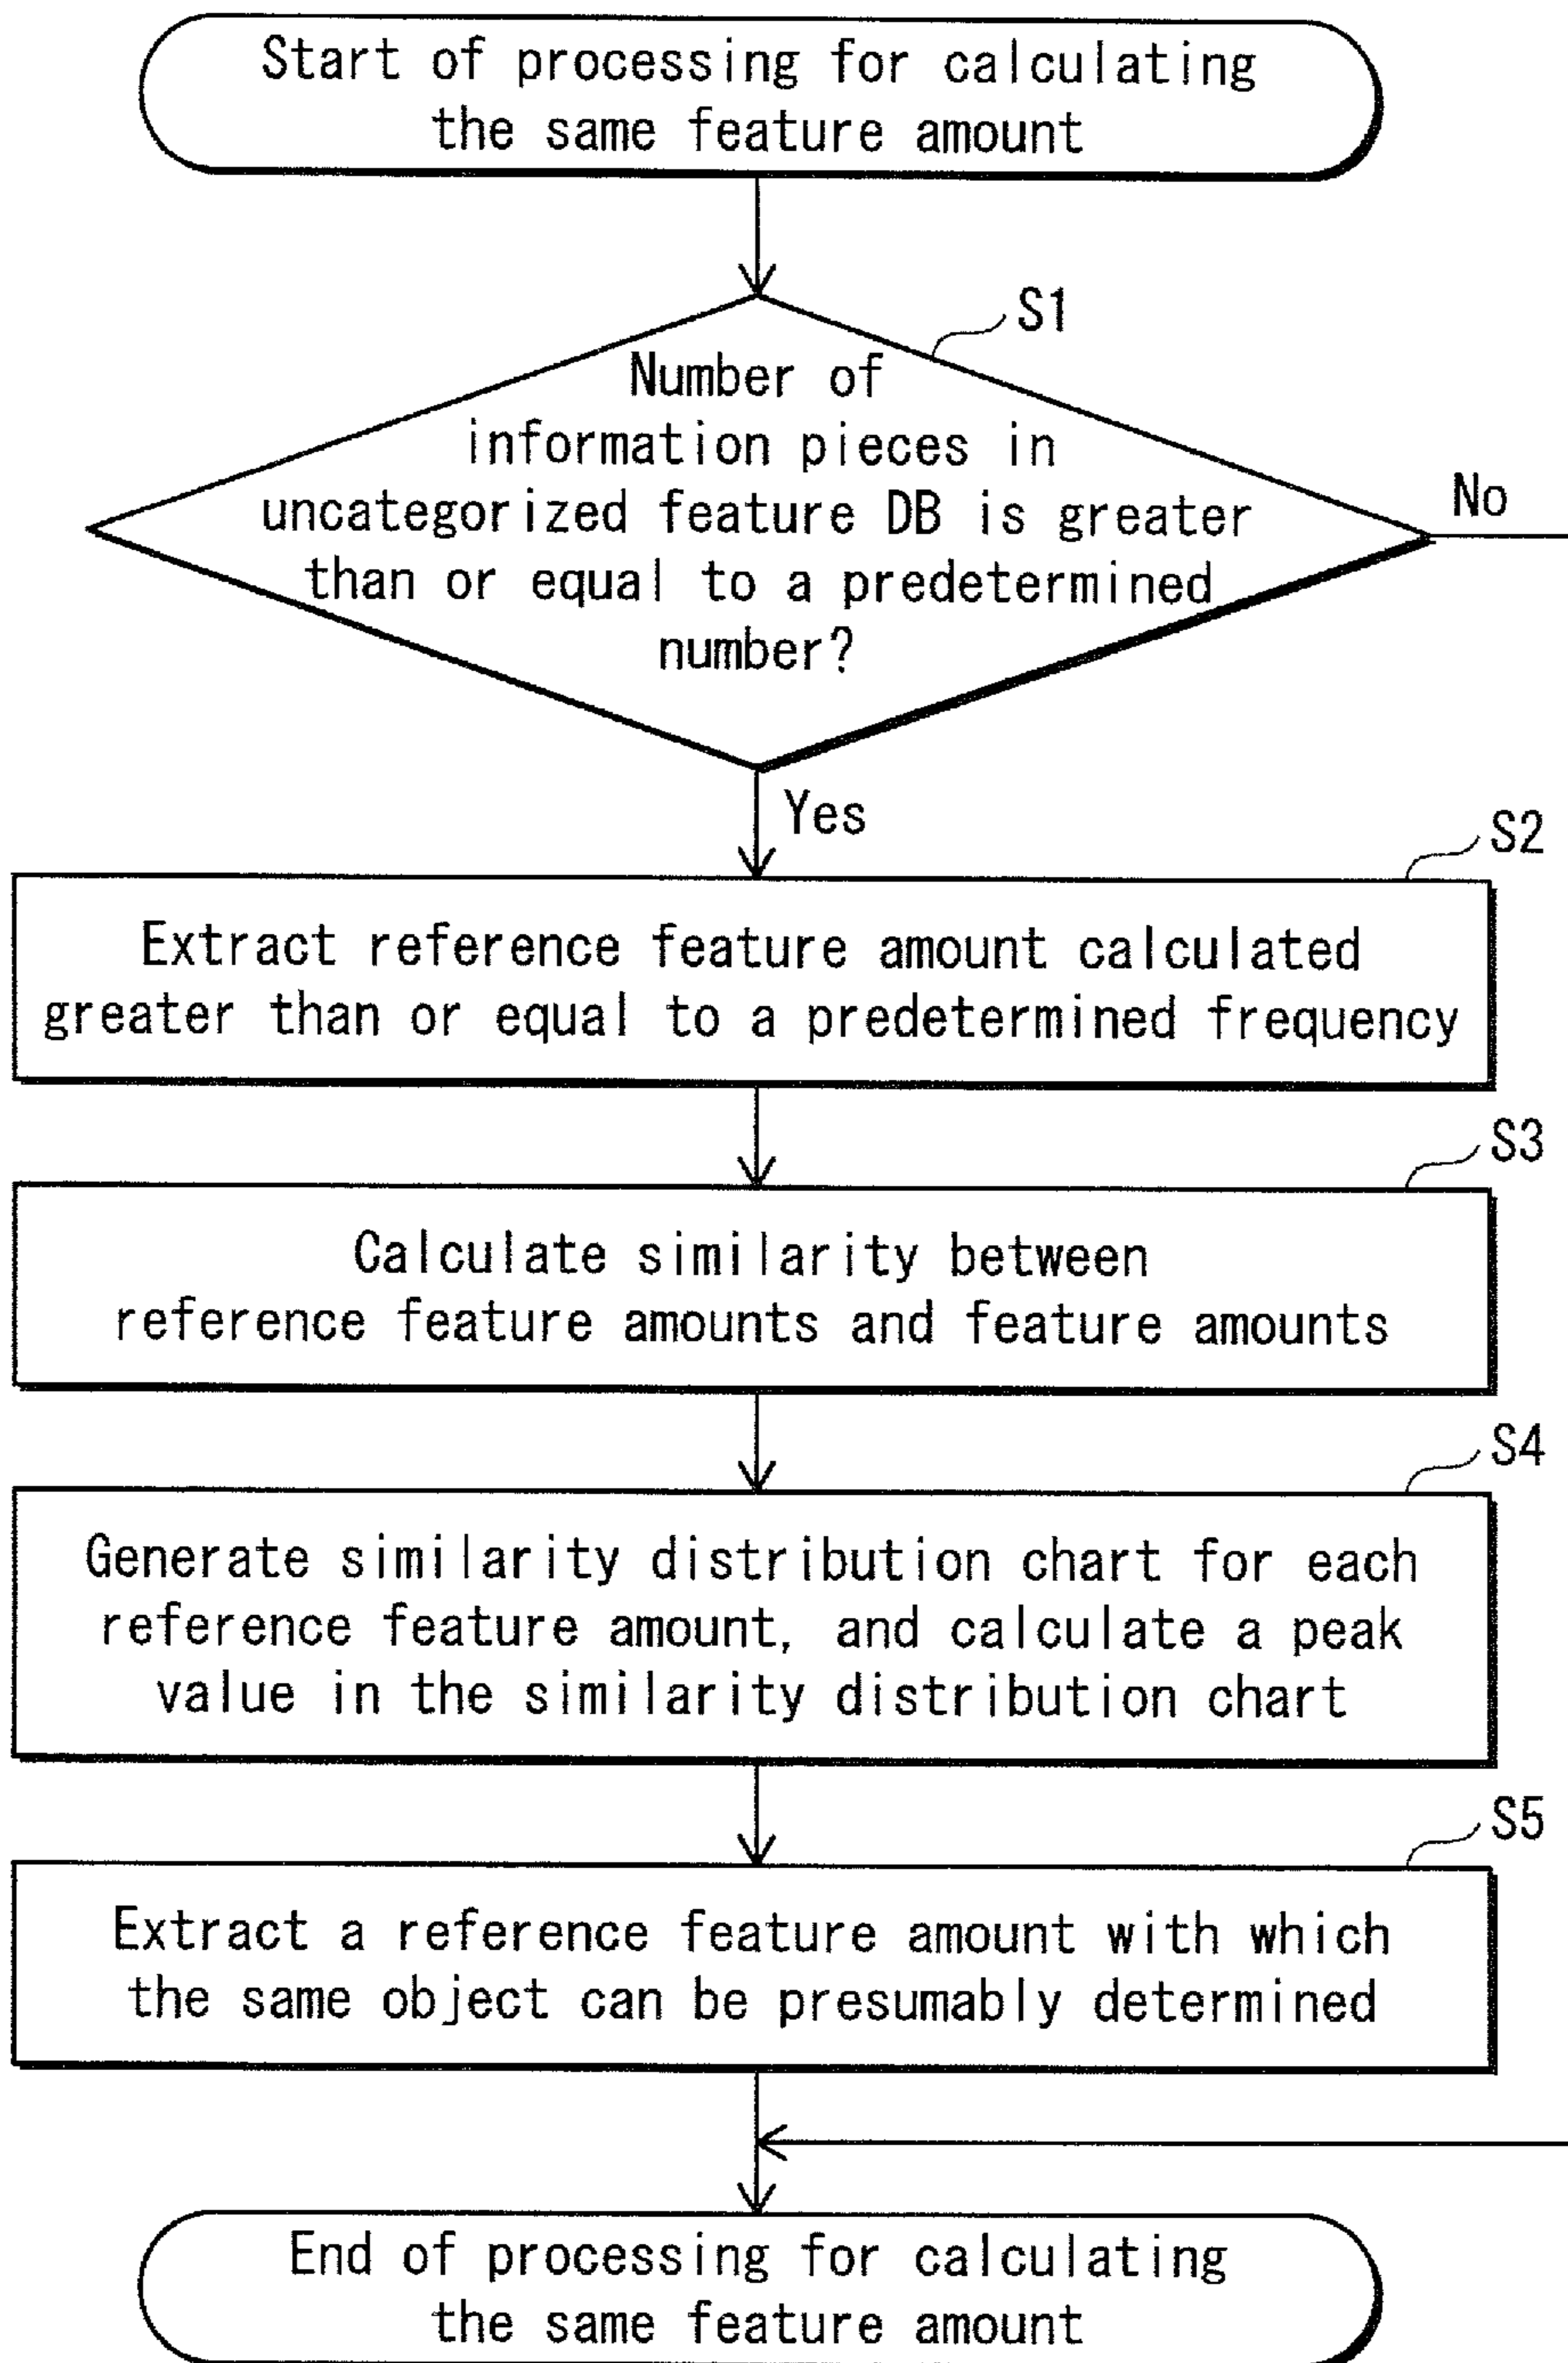 Start of processing for calculating
the same feature amount
S1
Number of
information pieces in
uncategorized feature DB is greater
than or equal to a predetermined
number?
No
Yes
S2
Extract reference feature amount calculated
greater than or equal to a predetermined frequency
S3
Calculate similarity between
reference feature amounts and feature amounts
S4
Generate similarity distribution chart for each
reference feature amount, and calculate a peak
value in the similarity distribution chart
S5
Extract a reference feature amount with which
the same object can be presumably determined
End of processing for calculating
the same feature amount